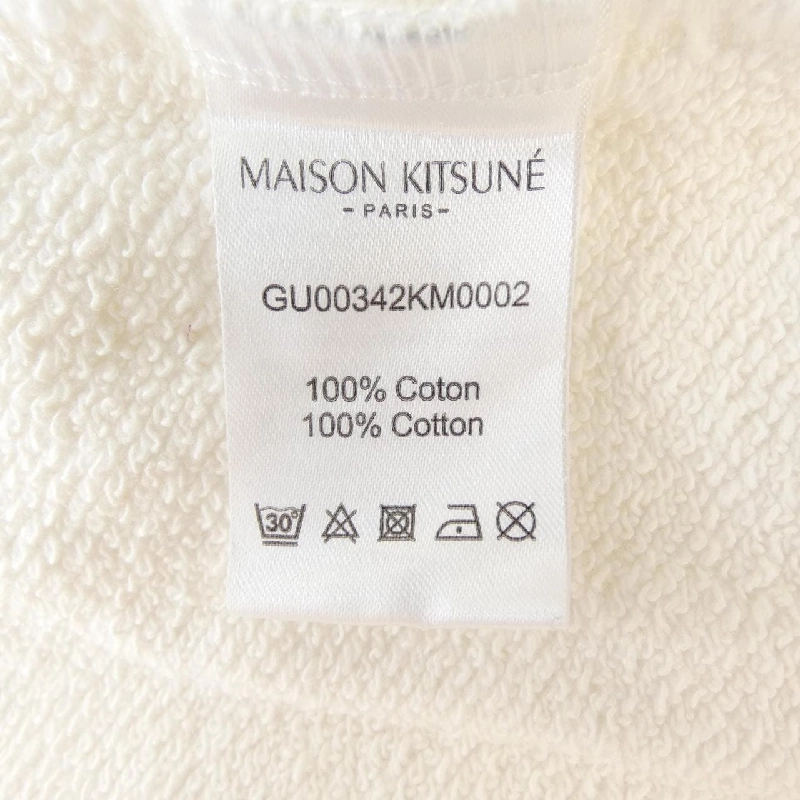 MAISON KITSUNÉ
- PARIS -
GU00342KM0002
100% Coton
100% Cotton
30°